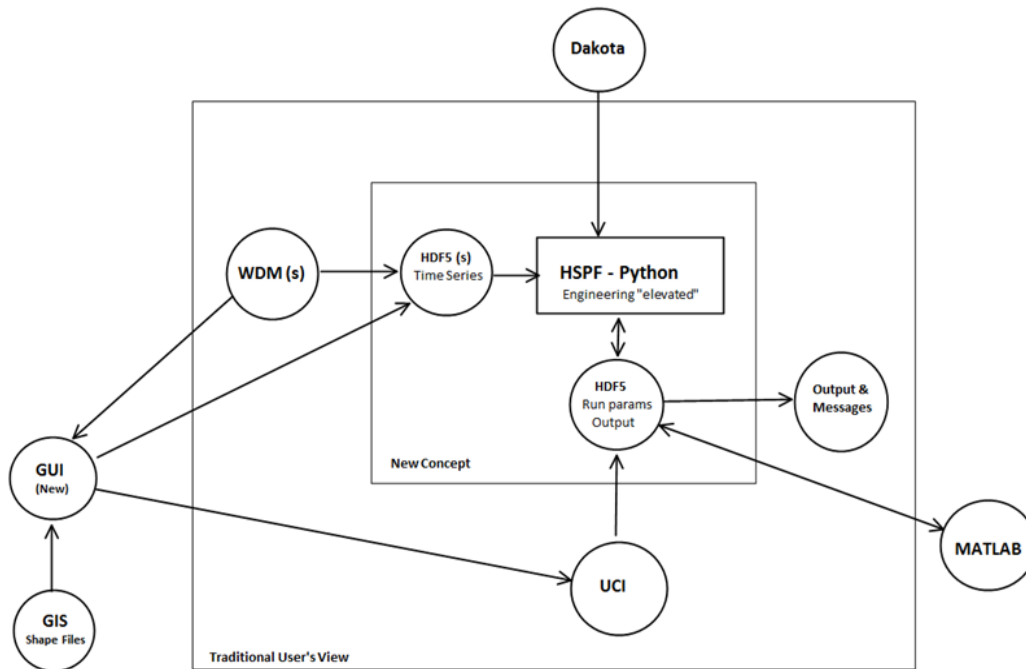 Dakota
WDM (s)
HDF5 (s)
Time Series
HSPF - Python
Engineering "elevated"
HDF5
Run params
Output
Output &
Messages
New Concept
GUI
(New)
MATLAB
UCI
GIS
Shape Files
Traditional User's View